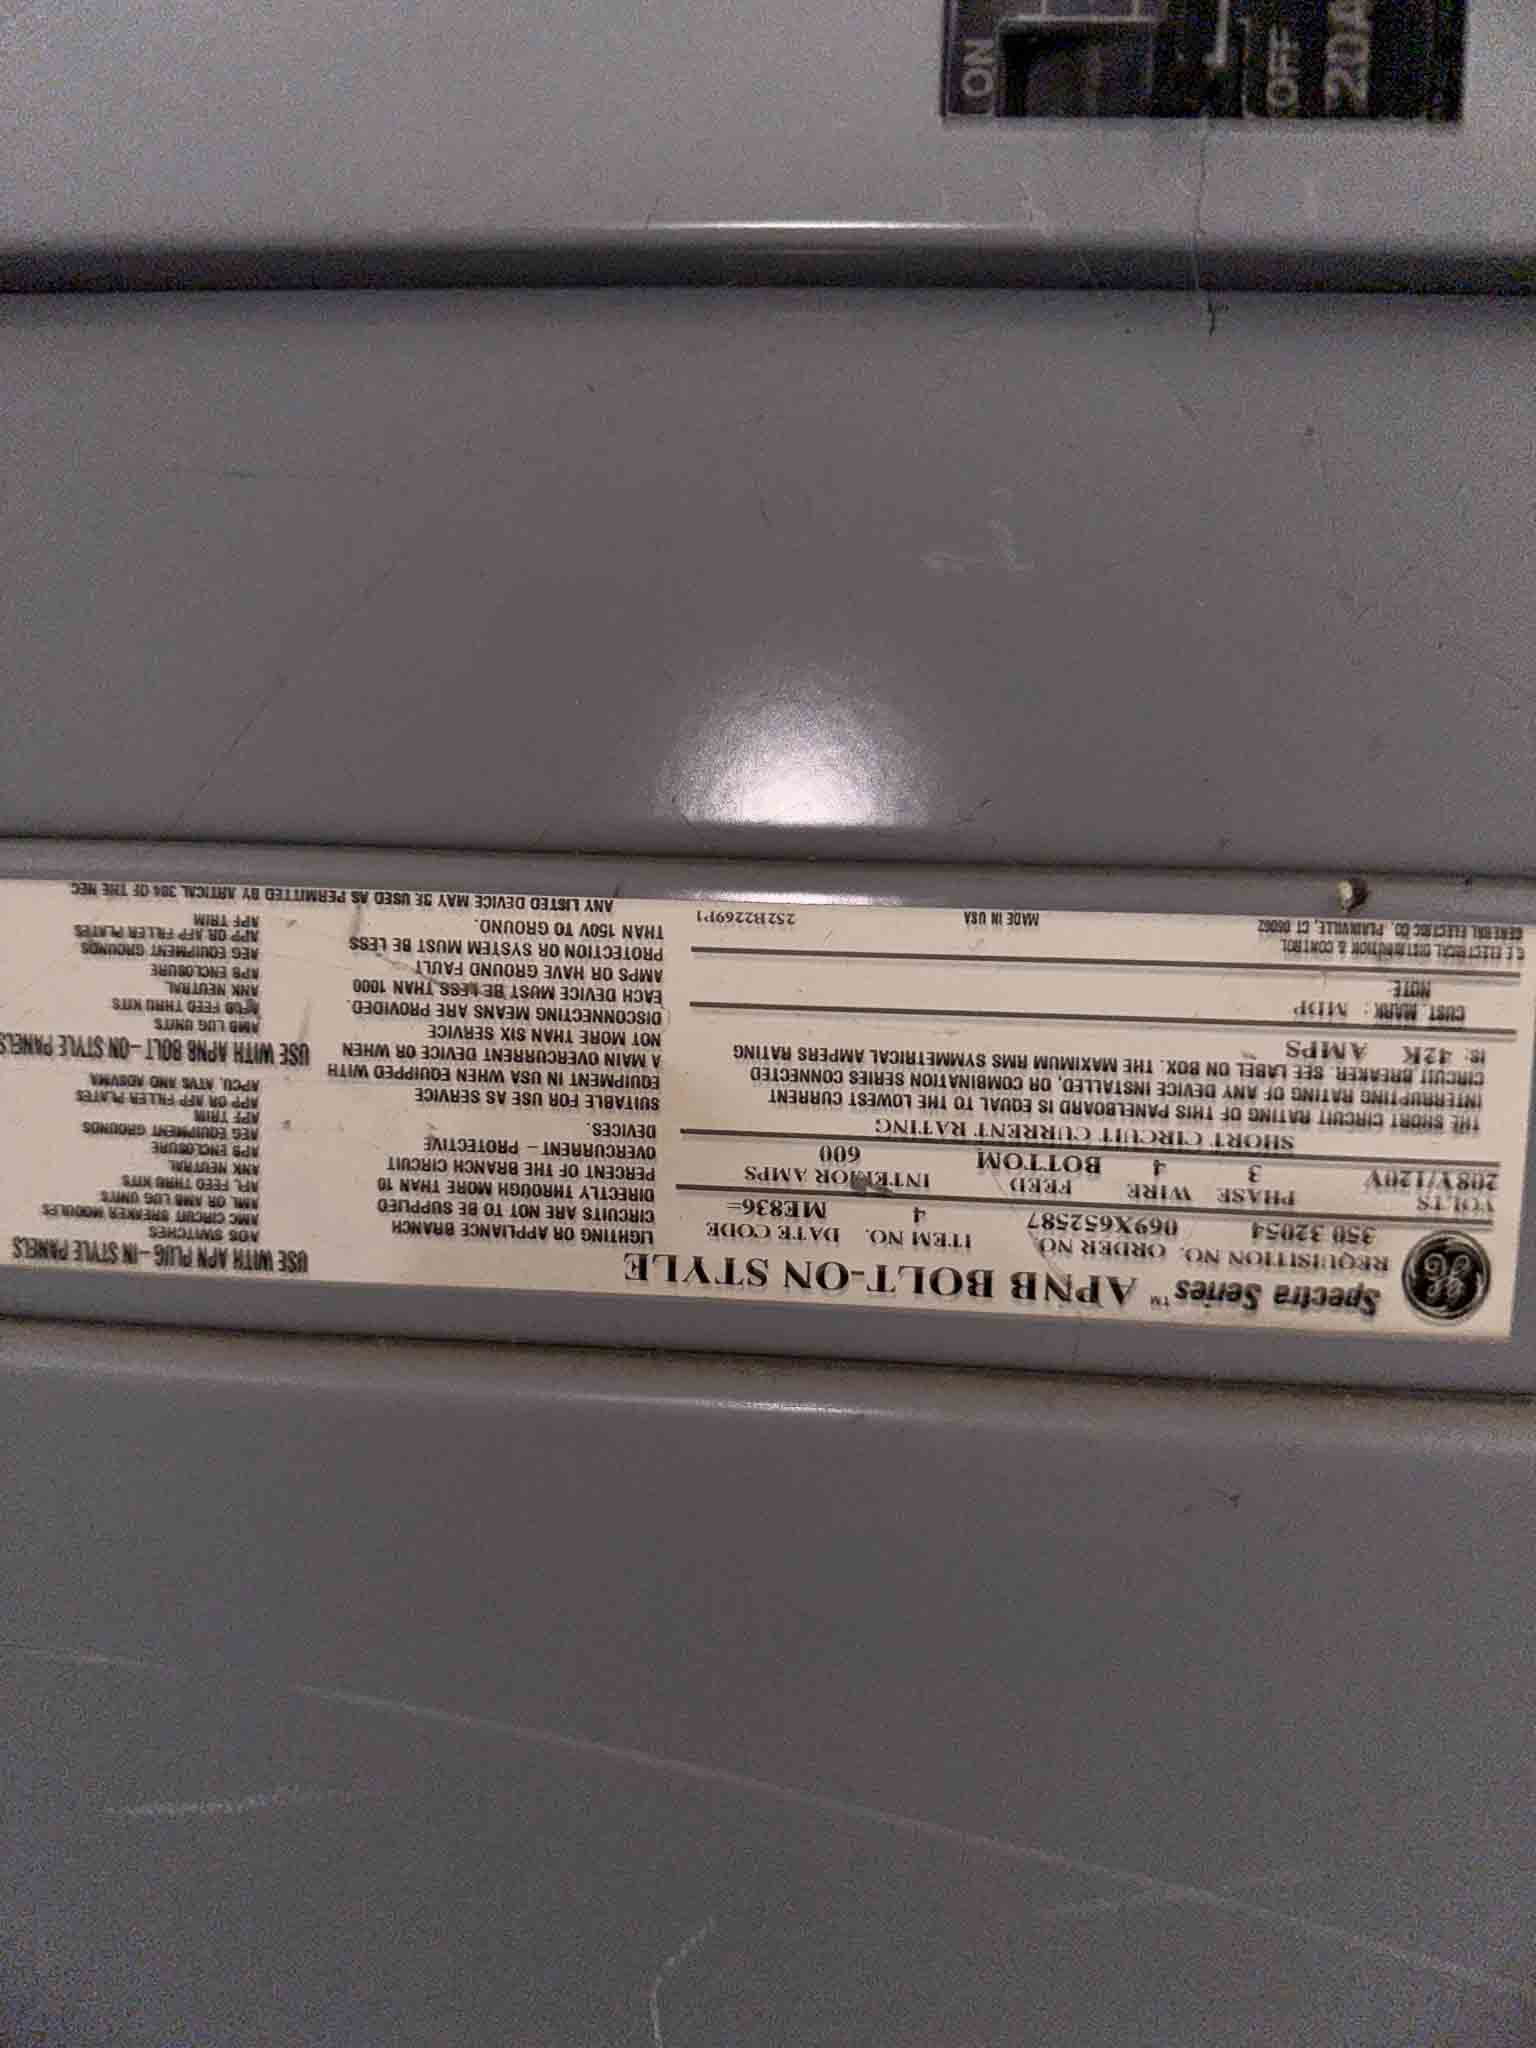 ON
OFF
20A
GE
Spectra Series™ APNB BOLT-ON STYLE
REQUISITION NO. ORDER NO. ITEM NO. DATE CODE
350 32054 069X652587 4 ME836=
VOLTS PHASE WIRE FEED INTERIOR AMPS
208Y/120V 3 4 BOTTOM 600
SHORT CIRCUIT CURRENT RATING
THE SHORT CIRCUIT RATING OF THIS PANELBOARD IS EQUAL TO THE LOWEST CURRENT
INTERRUPTING RATING OF ANY DEVICE INSTALLED, OR COMBINATION SERIES CONNECTED
CIRCUIT BREAKER. SEE LABEL ON BOX. THE MAXIMUM RMS SYMMETRICAL AMPERS RATING
IS: 42K AMPS
CUST. MARK: MDP
NOTE:
G.E ELECTRICAL DISTRIBUTION & CONTROL
GENERAL ELECTRIC CO. PLAINVILLE, CT 06062 MADE IN USA 252B2269P1
LIGHTING OR APPLIANCE BRANCH
CIRCUITS ARE NOT TO BE SUPPLIED
DIRECTLY THROUGH MORE THAN 10
PERCENT OF THE BRANCH CIRCUIT
OVERCURRENT – PROTECTIVE
DEVICES.
SUITABLE FOR USE AS SERVICE
EQUIPMENT IN USA WHEN EQUIPPED WITH
A MAIN OVERCURRENT DEVICE OR WHEN
NOT MORE THAN SIX SERVICE
DISCONNECTING MEANS ARE PROVIDED.
EACH DEVICE MUST BE LESS THAN 1000
AMPS OR HAVE GROUND FAULT
PROTECTION OR SYSTEM MUST BE LESS
THAN 150V TO GROUND.
ANY LISTED DEVICE MAY BE USED AS PERMITTED BY ARTICAL 384 OF THE NEC
USE WITH APN PLUG–IN STYLE PANELS
ADS SWITCHES
AMC CIRCUIT BREAKER MODULES
AML OR AMB LUG UNITS
AFL FEED THRU KITS
ANK NEUTRAL
APB ENCLOSURE
AEG EQUIPMENT GROUNDS
APF TRIM
APP OR AFP FILLER PLATES
APCU, ATVS AND ADSVMA
USE WITH APNB BOLT–ON STYLE PANELS
AMB LUG UNITS
FEED THRU KITS
ANK NEUTRAL
APB ENCLOSURE
AEG EQUIPMENT GROUNDS
APP OR AFP FILLER PLATES
APF TRIM